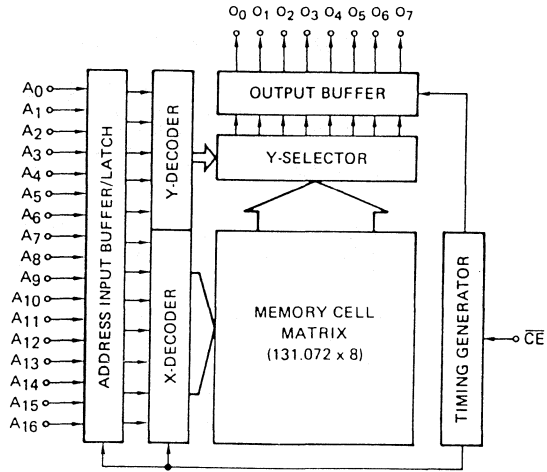 O0 O1 O2 O3 O4 O5 O6 O7
OUTPUT BUFFER
Y-SELECTOR
A0
A1
A2
A3
A4
A5
A6
A7
A8
A9
A10
A11
A12
A13
A14
A15
A16
ADDRESS INPUT BUFFER/LATCH
Y-DECODER
X-DECODER
MEMORY CELL
MATRIX
(131.072 x 8)
TIMING GENERATOR
C̅E̅